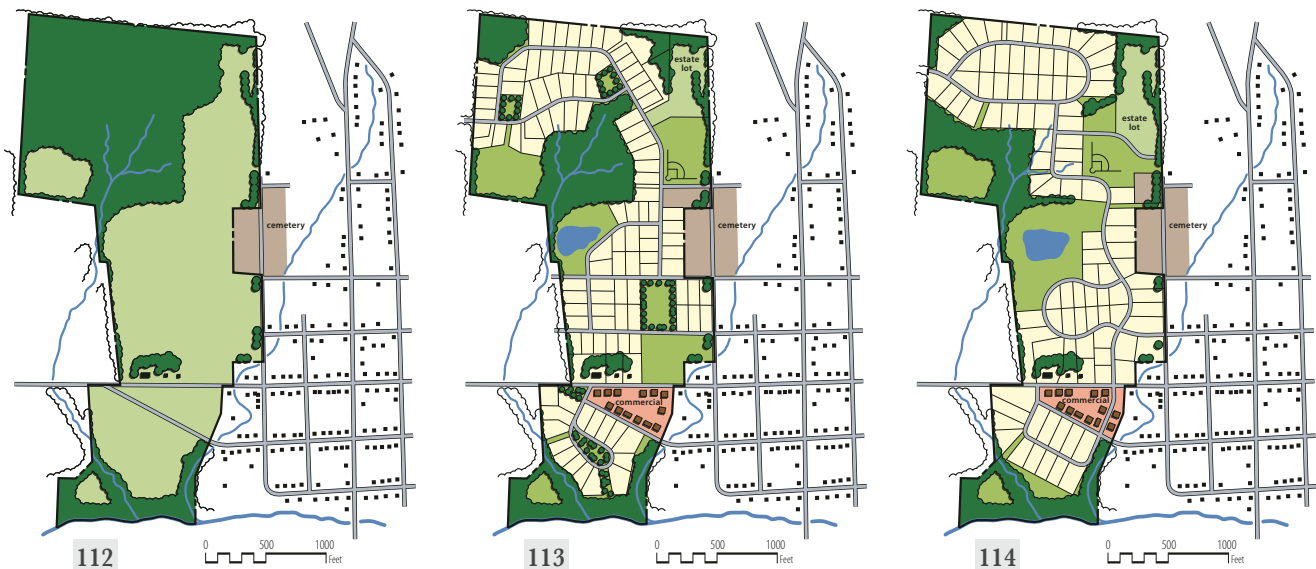 cemetery
112
0 500 1000
Feet
estate
lot
cemetery
commercial
113
0 500 1000
Feet
estate
lot
cemetery
commercial
114
0 500 1000
Feet